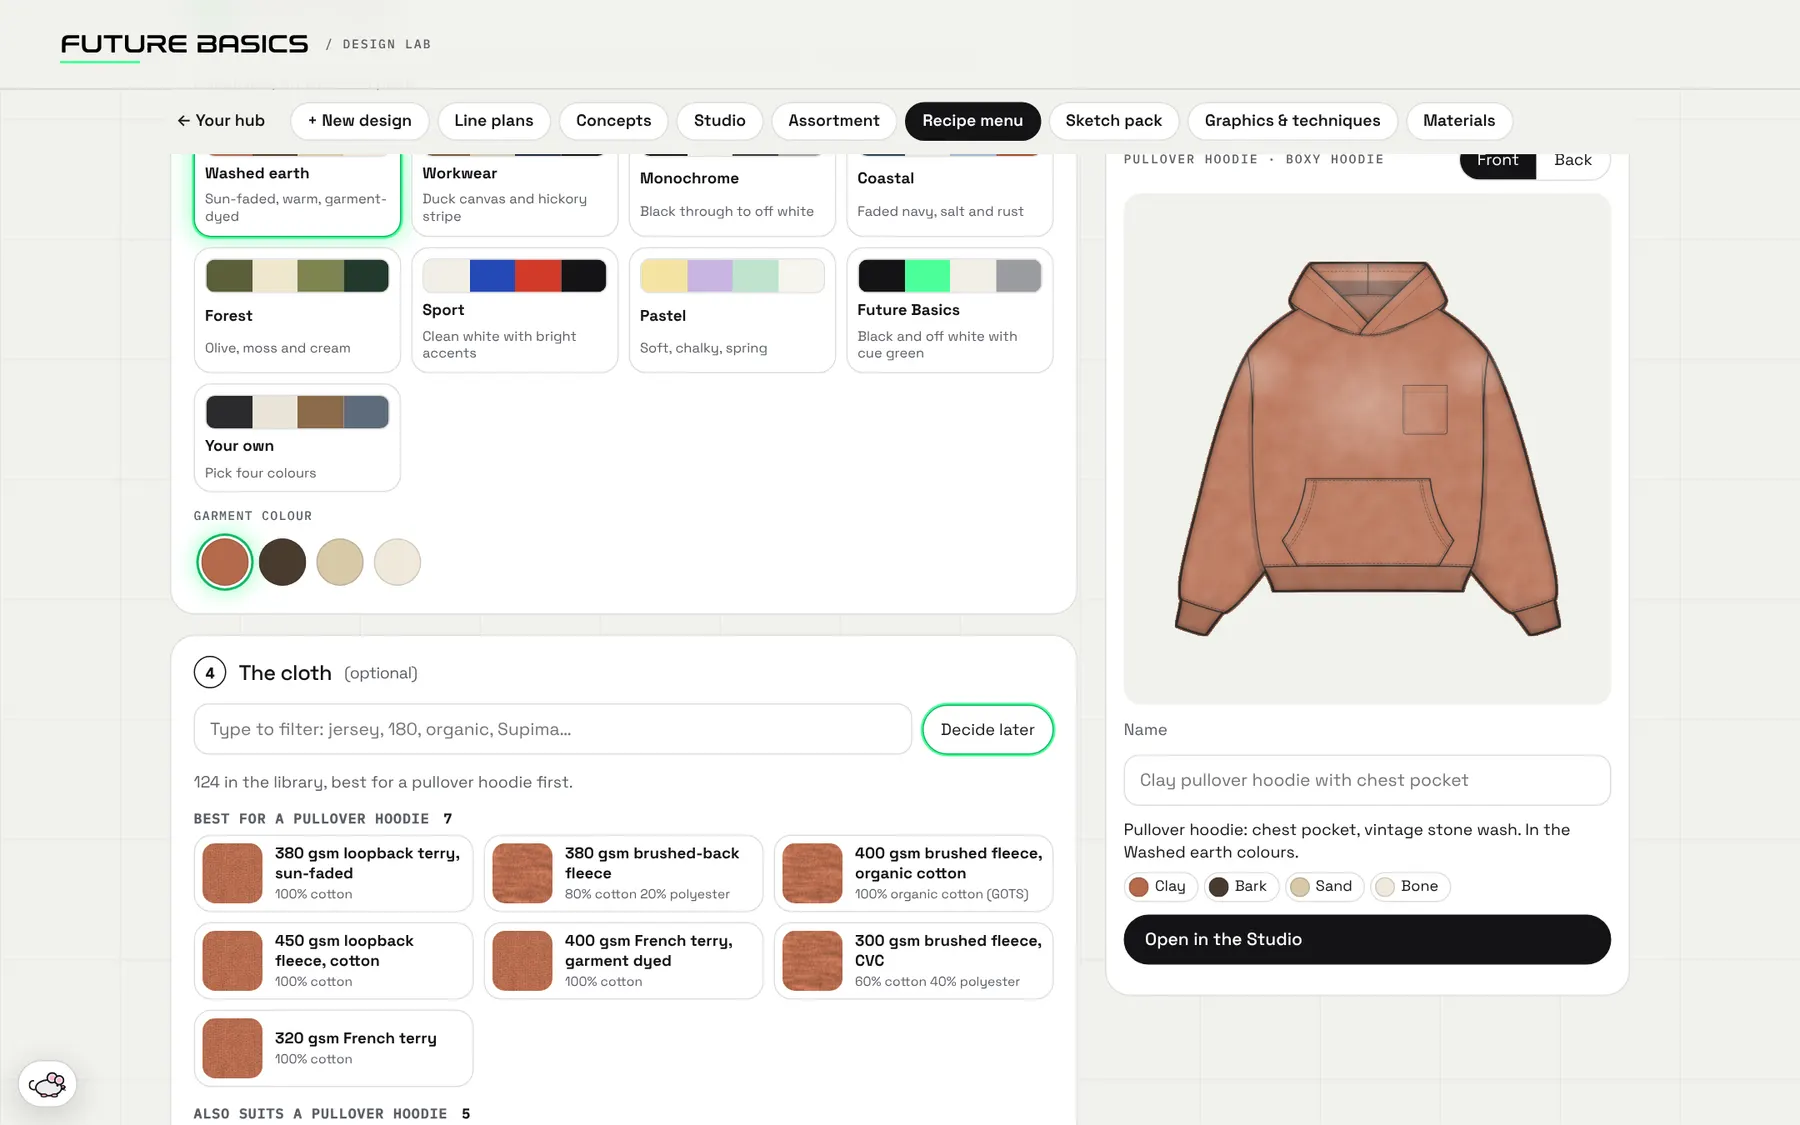 FUTURE BASICS / DESIGN LAB
← Your hub
+ New design
Line plans
Concepts
Studio
Assortment
Recipe menu
Sketch pack
Graphics & techniques
Materials
Washed earth
Sun-faded, warm, garment-
dyed
Workwear
Duck canvas and hickory
stripe
Monochrome
Black through to off white
Coastal
Faded navy, salt and rust
Forest
Olive, moss and cream
Sport
Clean white with bright
accents
Pastel
Soft, chalky, spring
Future Basics
Black and off white with
cue green
Your own
Pick four colours
GARMENT COLOUR
4 The cloth (optional)
Type to filter: jersey, 180, organic, Supima...
Decide later
124 in the library, best for a pullover hoodie first.
BEST FOR A PULLOVER HOODIE 7
380 gsm loopback terry,
sun-faded
100% cotton
380 gsm brushed-back
fleece
80% cotton 20% polyester
400 gsm brushed fleece,
organic cotton
100% organic cotton (GOTS)
450 gsm loopback
fleece, cotton
100% cotton
400 gsm French terry,
garment dyed
100% cotton
300 gsm brushed fleece,
CVC
60% cotton 40% polyester
320 gsm French terry
100% cotton
ALSO SUITS A PULLOVER HOODIE 5
PULLOVER HOODIE · BOXY HOODIE
Front
Back
Name
Clay pullover hoodie with chest pocket
Pullover hoodie: chest pocket, vintage stone wash. In the
Washed earth colours.
Clay
Bark
Sand
Bone
Open in the Studio